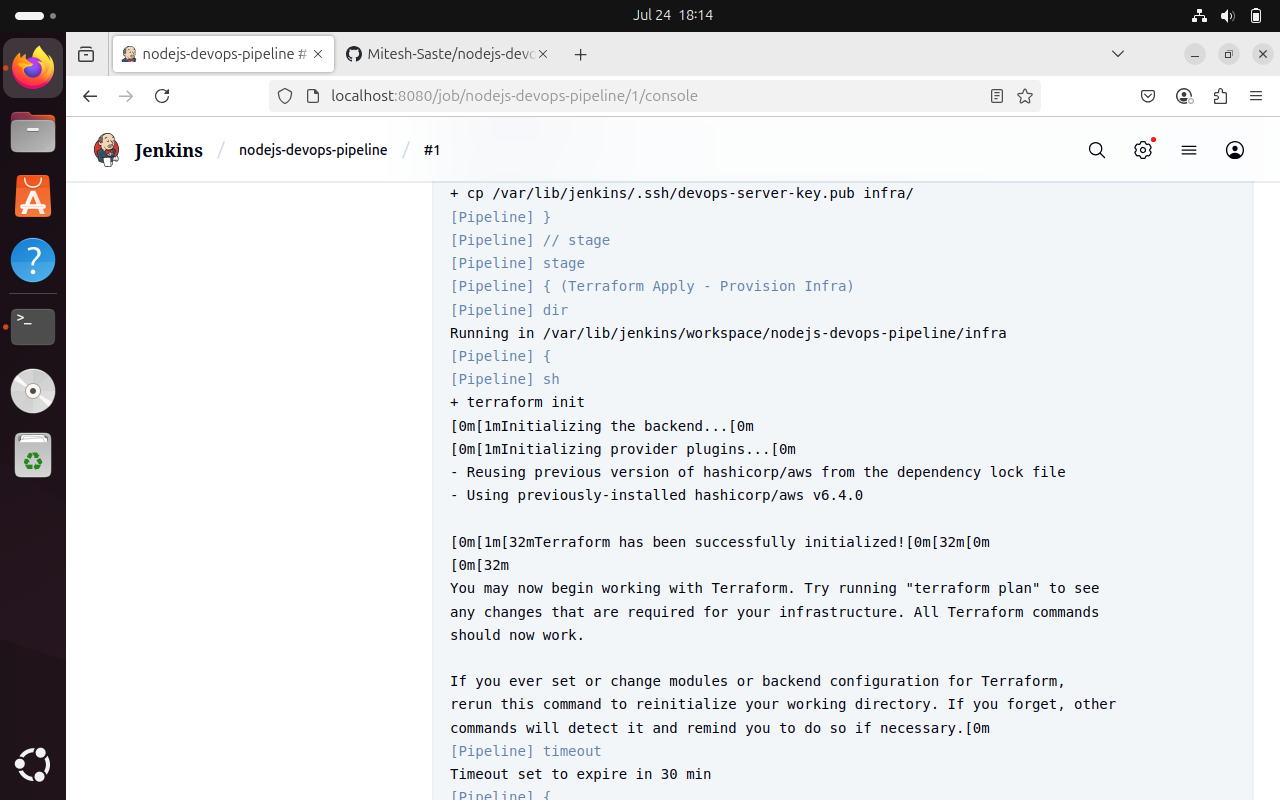 Jul 24 18:14
nodejs-devops-pipeline #
Mitesh-Saste/nodejs-devo
localhost:8080/job/nodejs-devops-pipeline/1/console
Jenkins / nodejs-devops-pipeline / #1
+ cp /var/lib/jenkins/.ssh/devops-server-key.pub infra/
[Pipeline] }
[Pipeline] // stage
[Pipeline] stage
[Pipeline] { (Terraform Apply - Provision Infra)
[Pipeline] dir
Running in /var/lib/jenkins/workspace/nodejs-devops-pipeline/infra
[Pipeline] {
[Pipeline] sh
+ terraform init
[0m[1mInitializing the backend...[0m
[0m[1mInitializing provider plugins...[0m
- Reusing previous version of hashicorp/aws from the dependency lock file
- Using previously-installed hashicorp/aws v6.4.0
[0m[1m[32mTerraform has been successfully initialized![0m[32m[0m
[0m[32m
You may now begin working with Terraform. Try running "terraform plan" to see
any changes that are required for your infrastructure. All Terraform commands
should now work.
If you ever set or change modules or backend configuration for Terraform,
rerun this command to reinitialize your working directory. If you forget, other
commands will detect it and remind you to do so if necessary.[0m
[Pipeline] timeout
Timeout set to expire in 30 min
[Pipeline] {